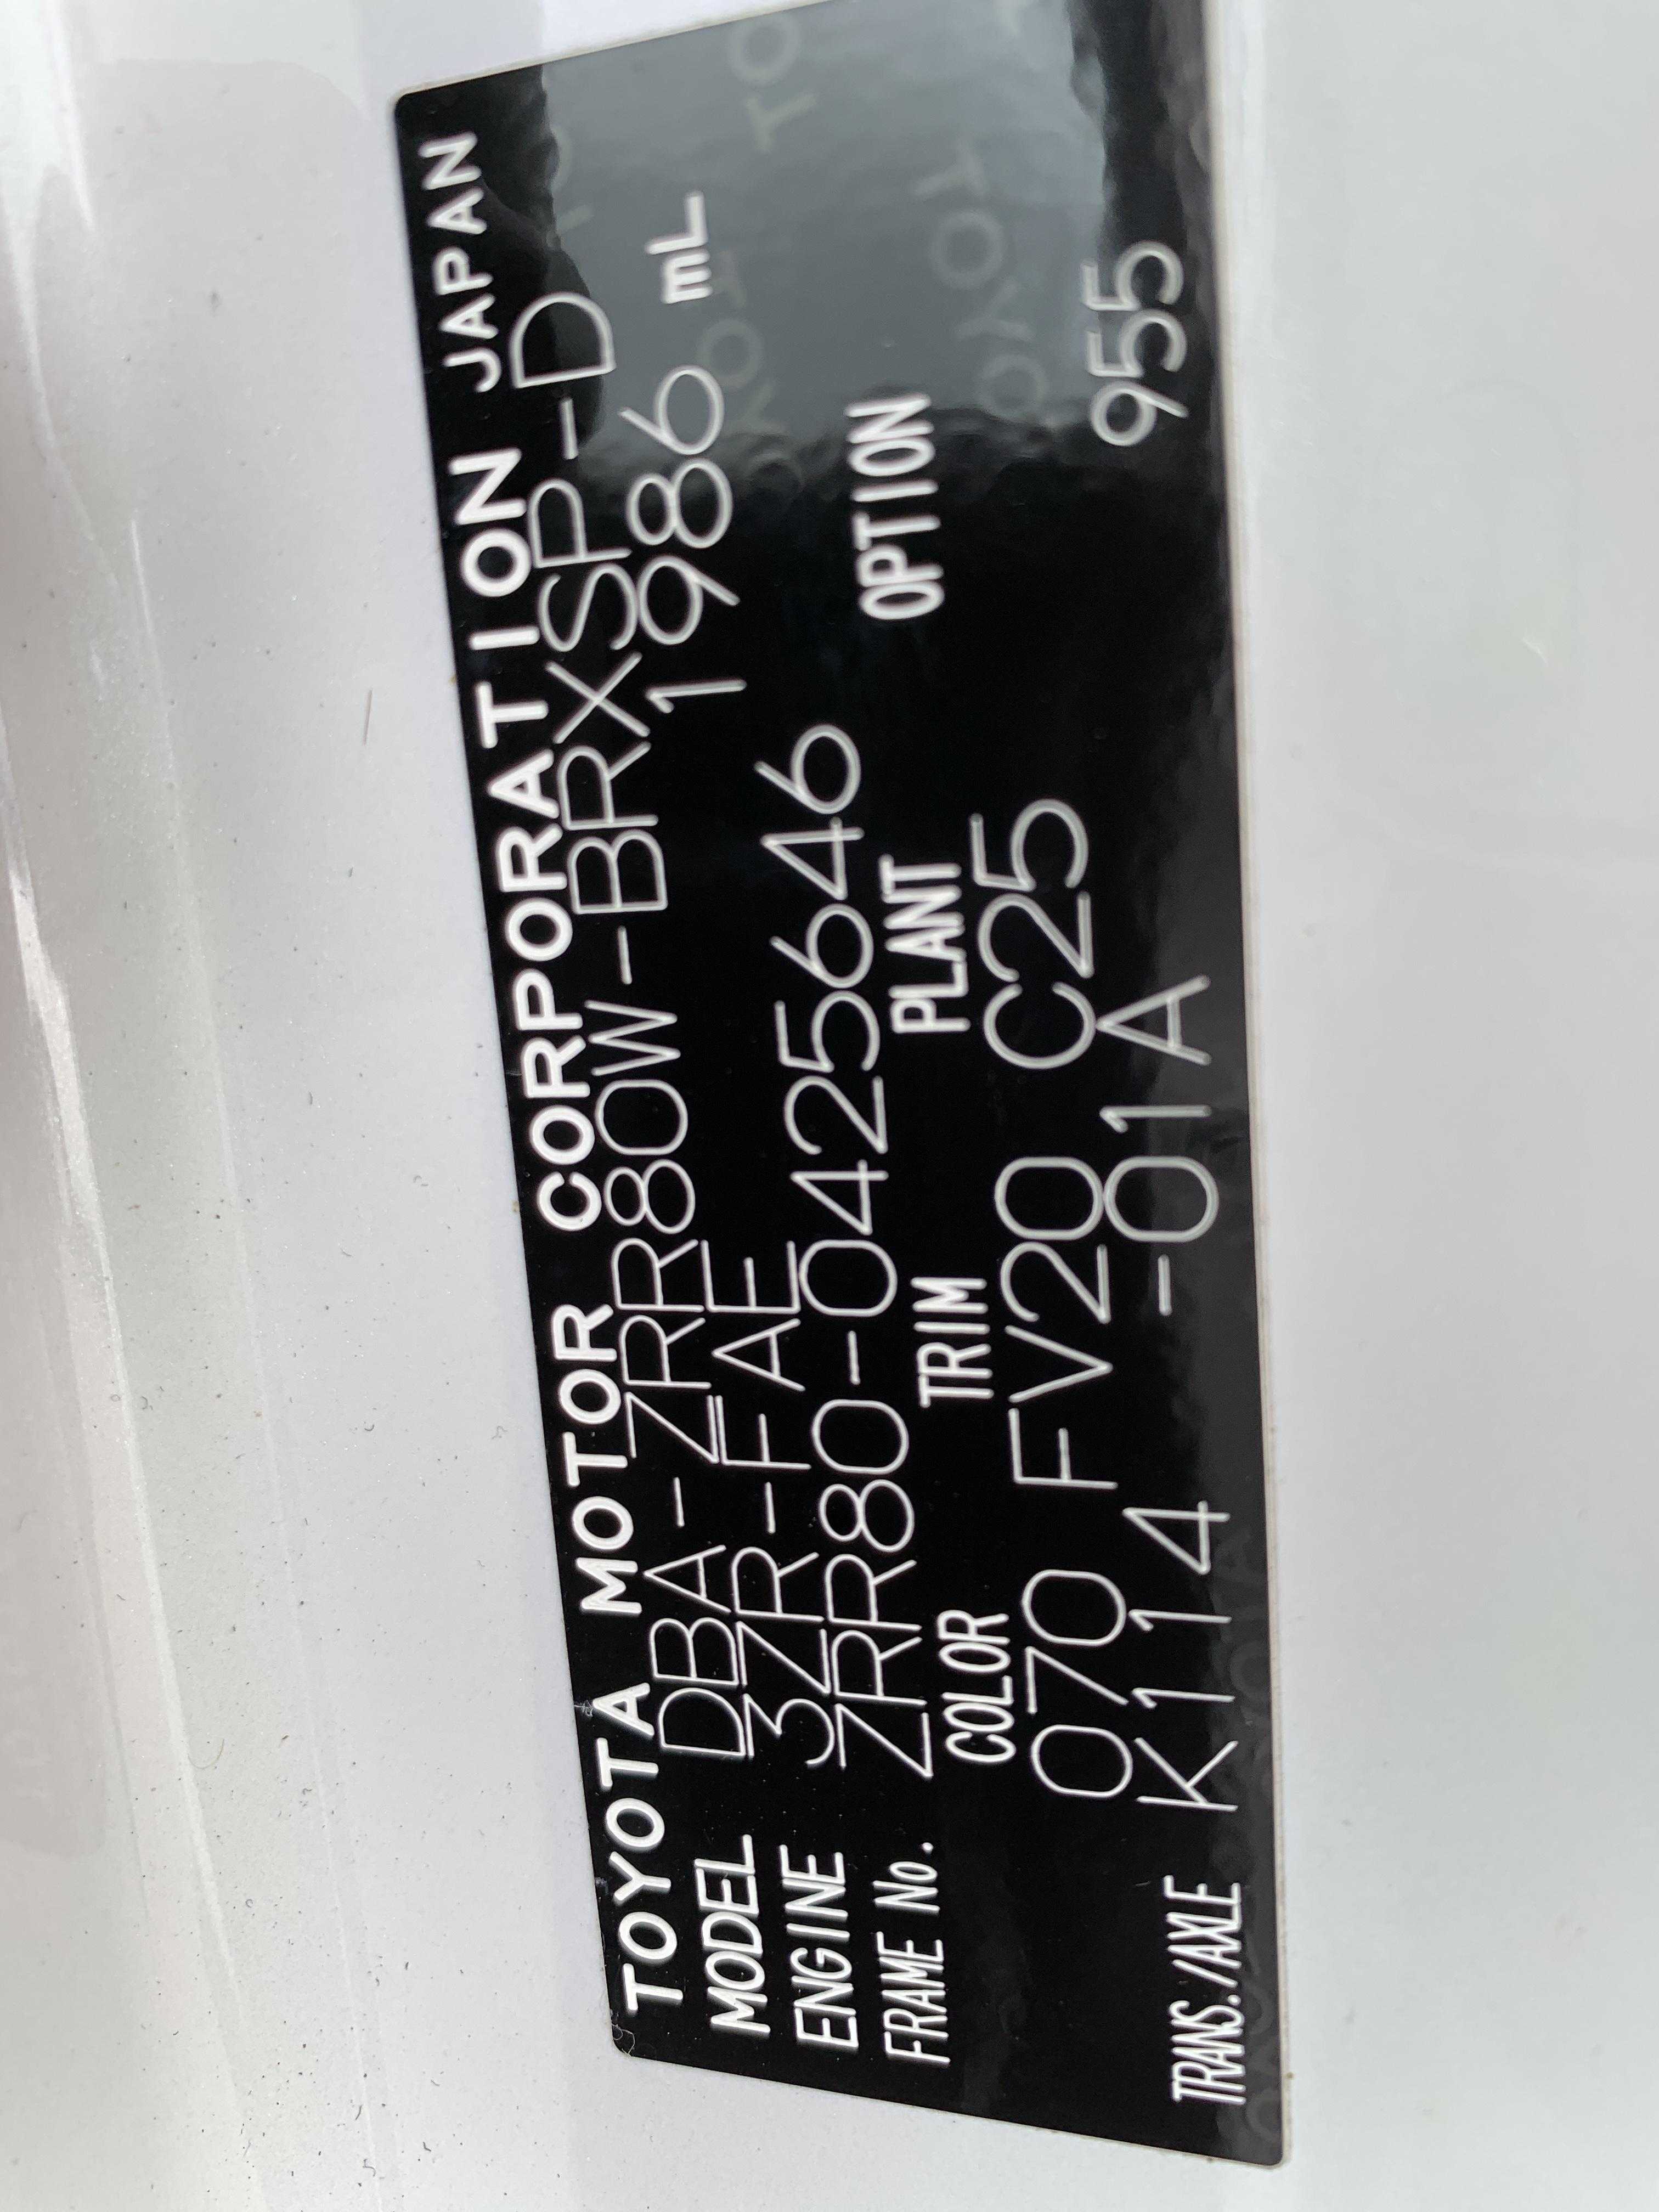 TOYOTA MOTOR CORPORATION JAPAN
MODEL DBA-ZRR80W-BRXSP-D
ENGINE 3ZR-FAE 1986 mL
FRAME No. ZRR80-0425646
COLOR TRIM PLANT OPTION
070 FV20 C25
TRANS./AXLE K114 -01A 955